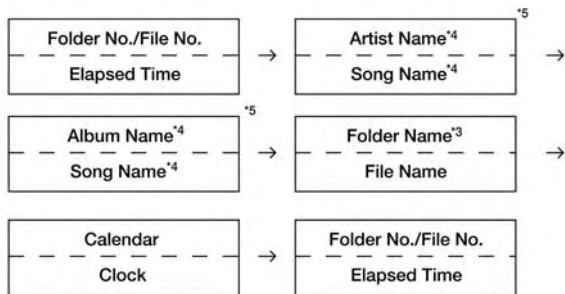 Folder No./File No.
Elapsed Time
→
*5
Artist Name*4
Song Name*4
→
*5
Album Name*4
Song Name*4
→
Folder Name*3
File Name
→
Calendar
Clock
→
Folder No./File No.
Elapsed Time